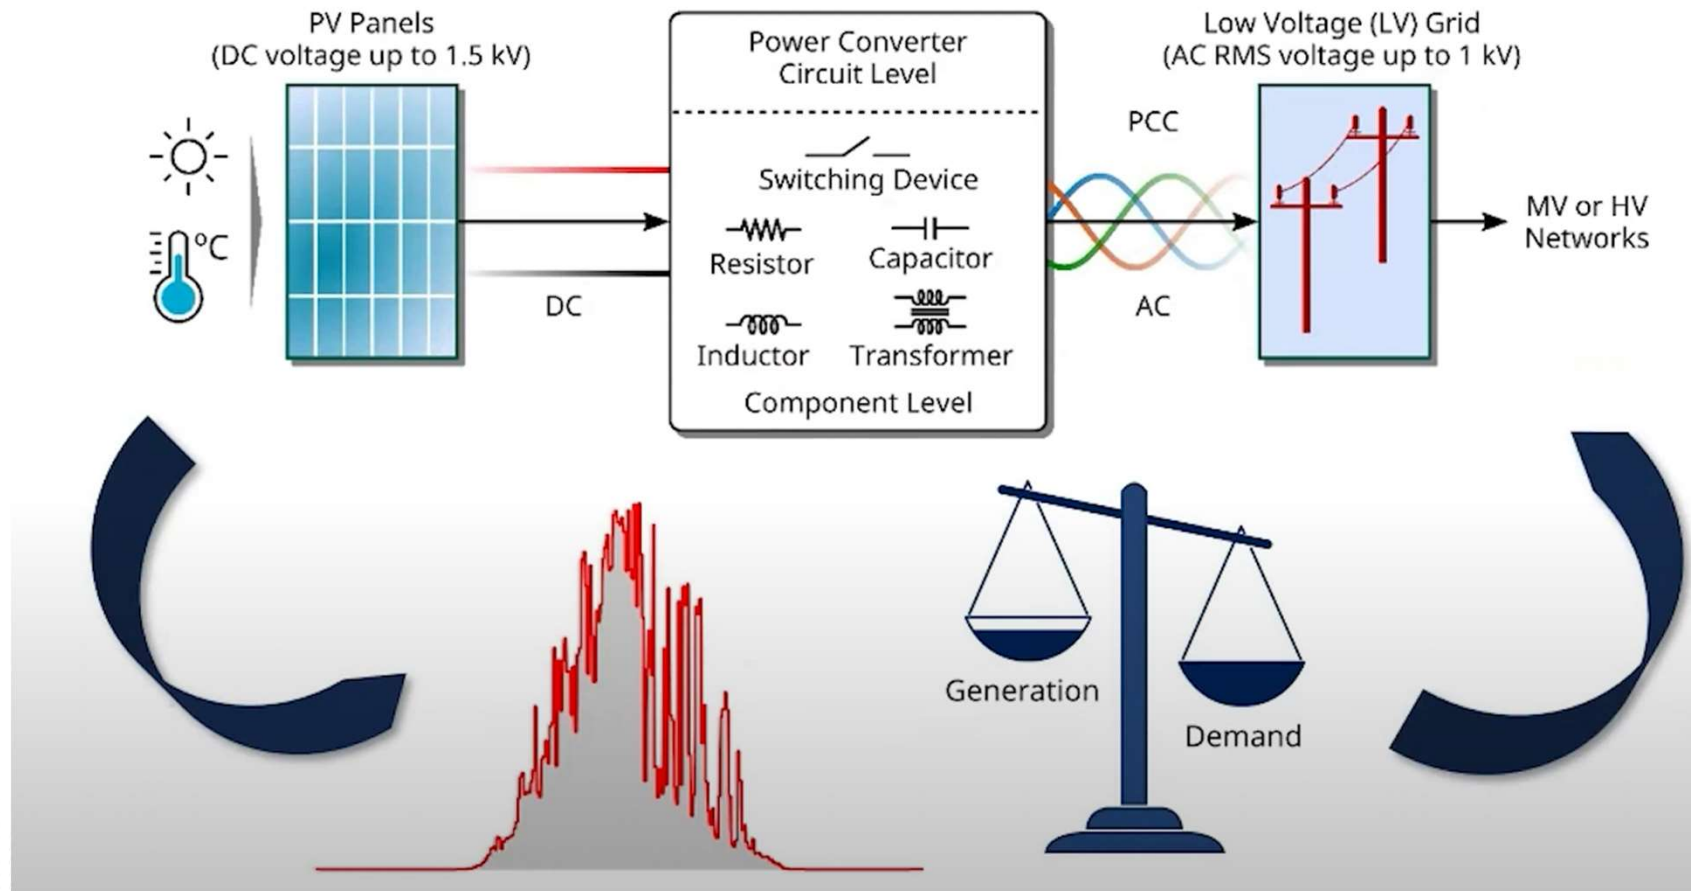 PV Panels
(DC voltage up to 1.5 kV)
Power Converter
Circuit Level
Low Voltage (LV) Grid
(AC RMS voltage up to 1 kV)
PCC
Switching Device
°C
Resistor
Capacitor
MV or HV
Networks
DC
AC
Inductor
Transformer
Component Level
Generation
Demand